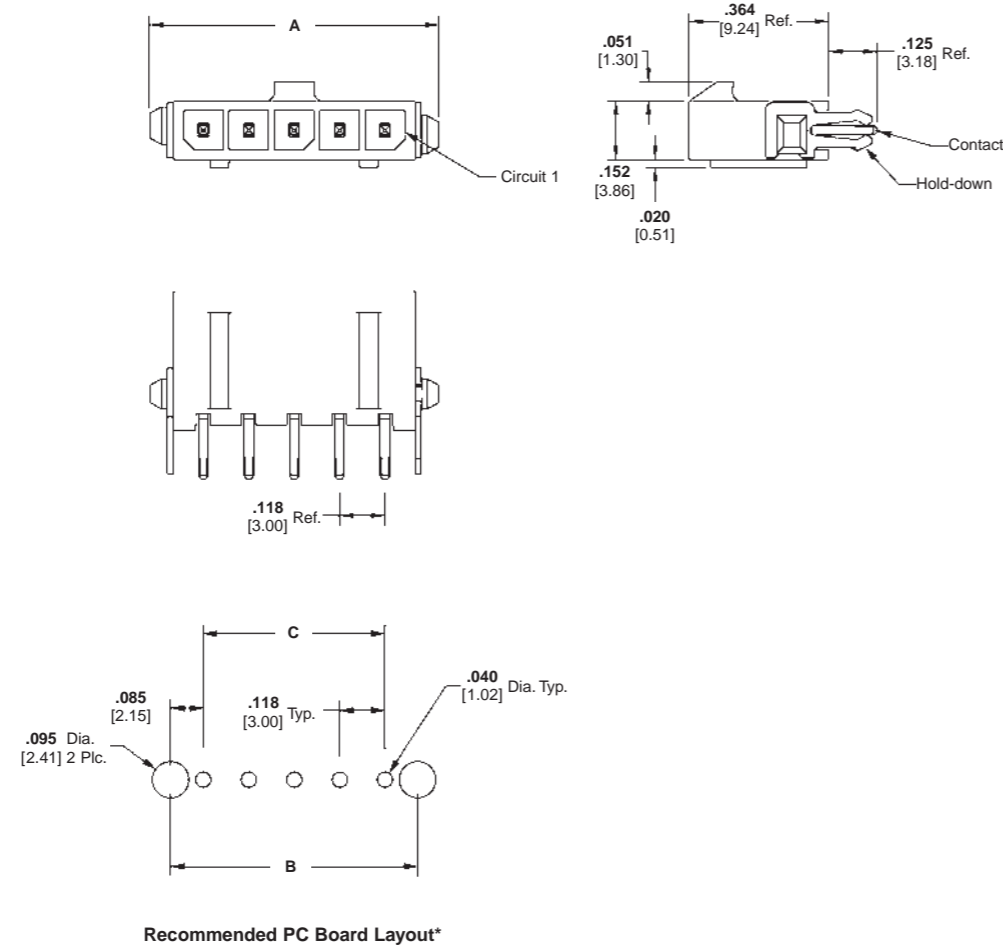 A
.364
[9.24] Ref.
.051
[1.30]
.125
[3.18] Ref.
Circuit 1
Contact
Hold-down
.152
[3.86]
.020
[0.51]
.118
[3.00] Ref.
C
.085
[2.15]
.118
[3.00] Typ.
.040
[1.02] Dia. Typ.
.095 Dia.
[2.41] 2 Plc.
B
Recommended PC Board Layout*